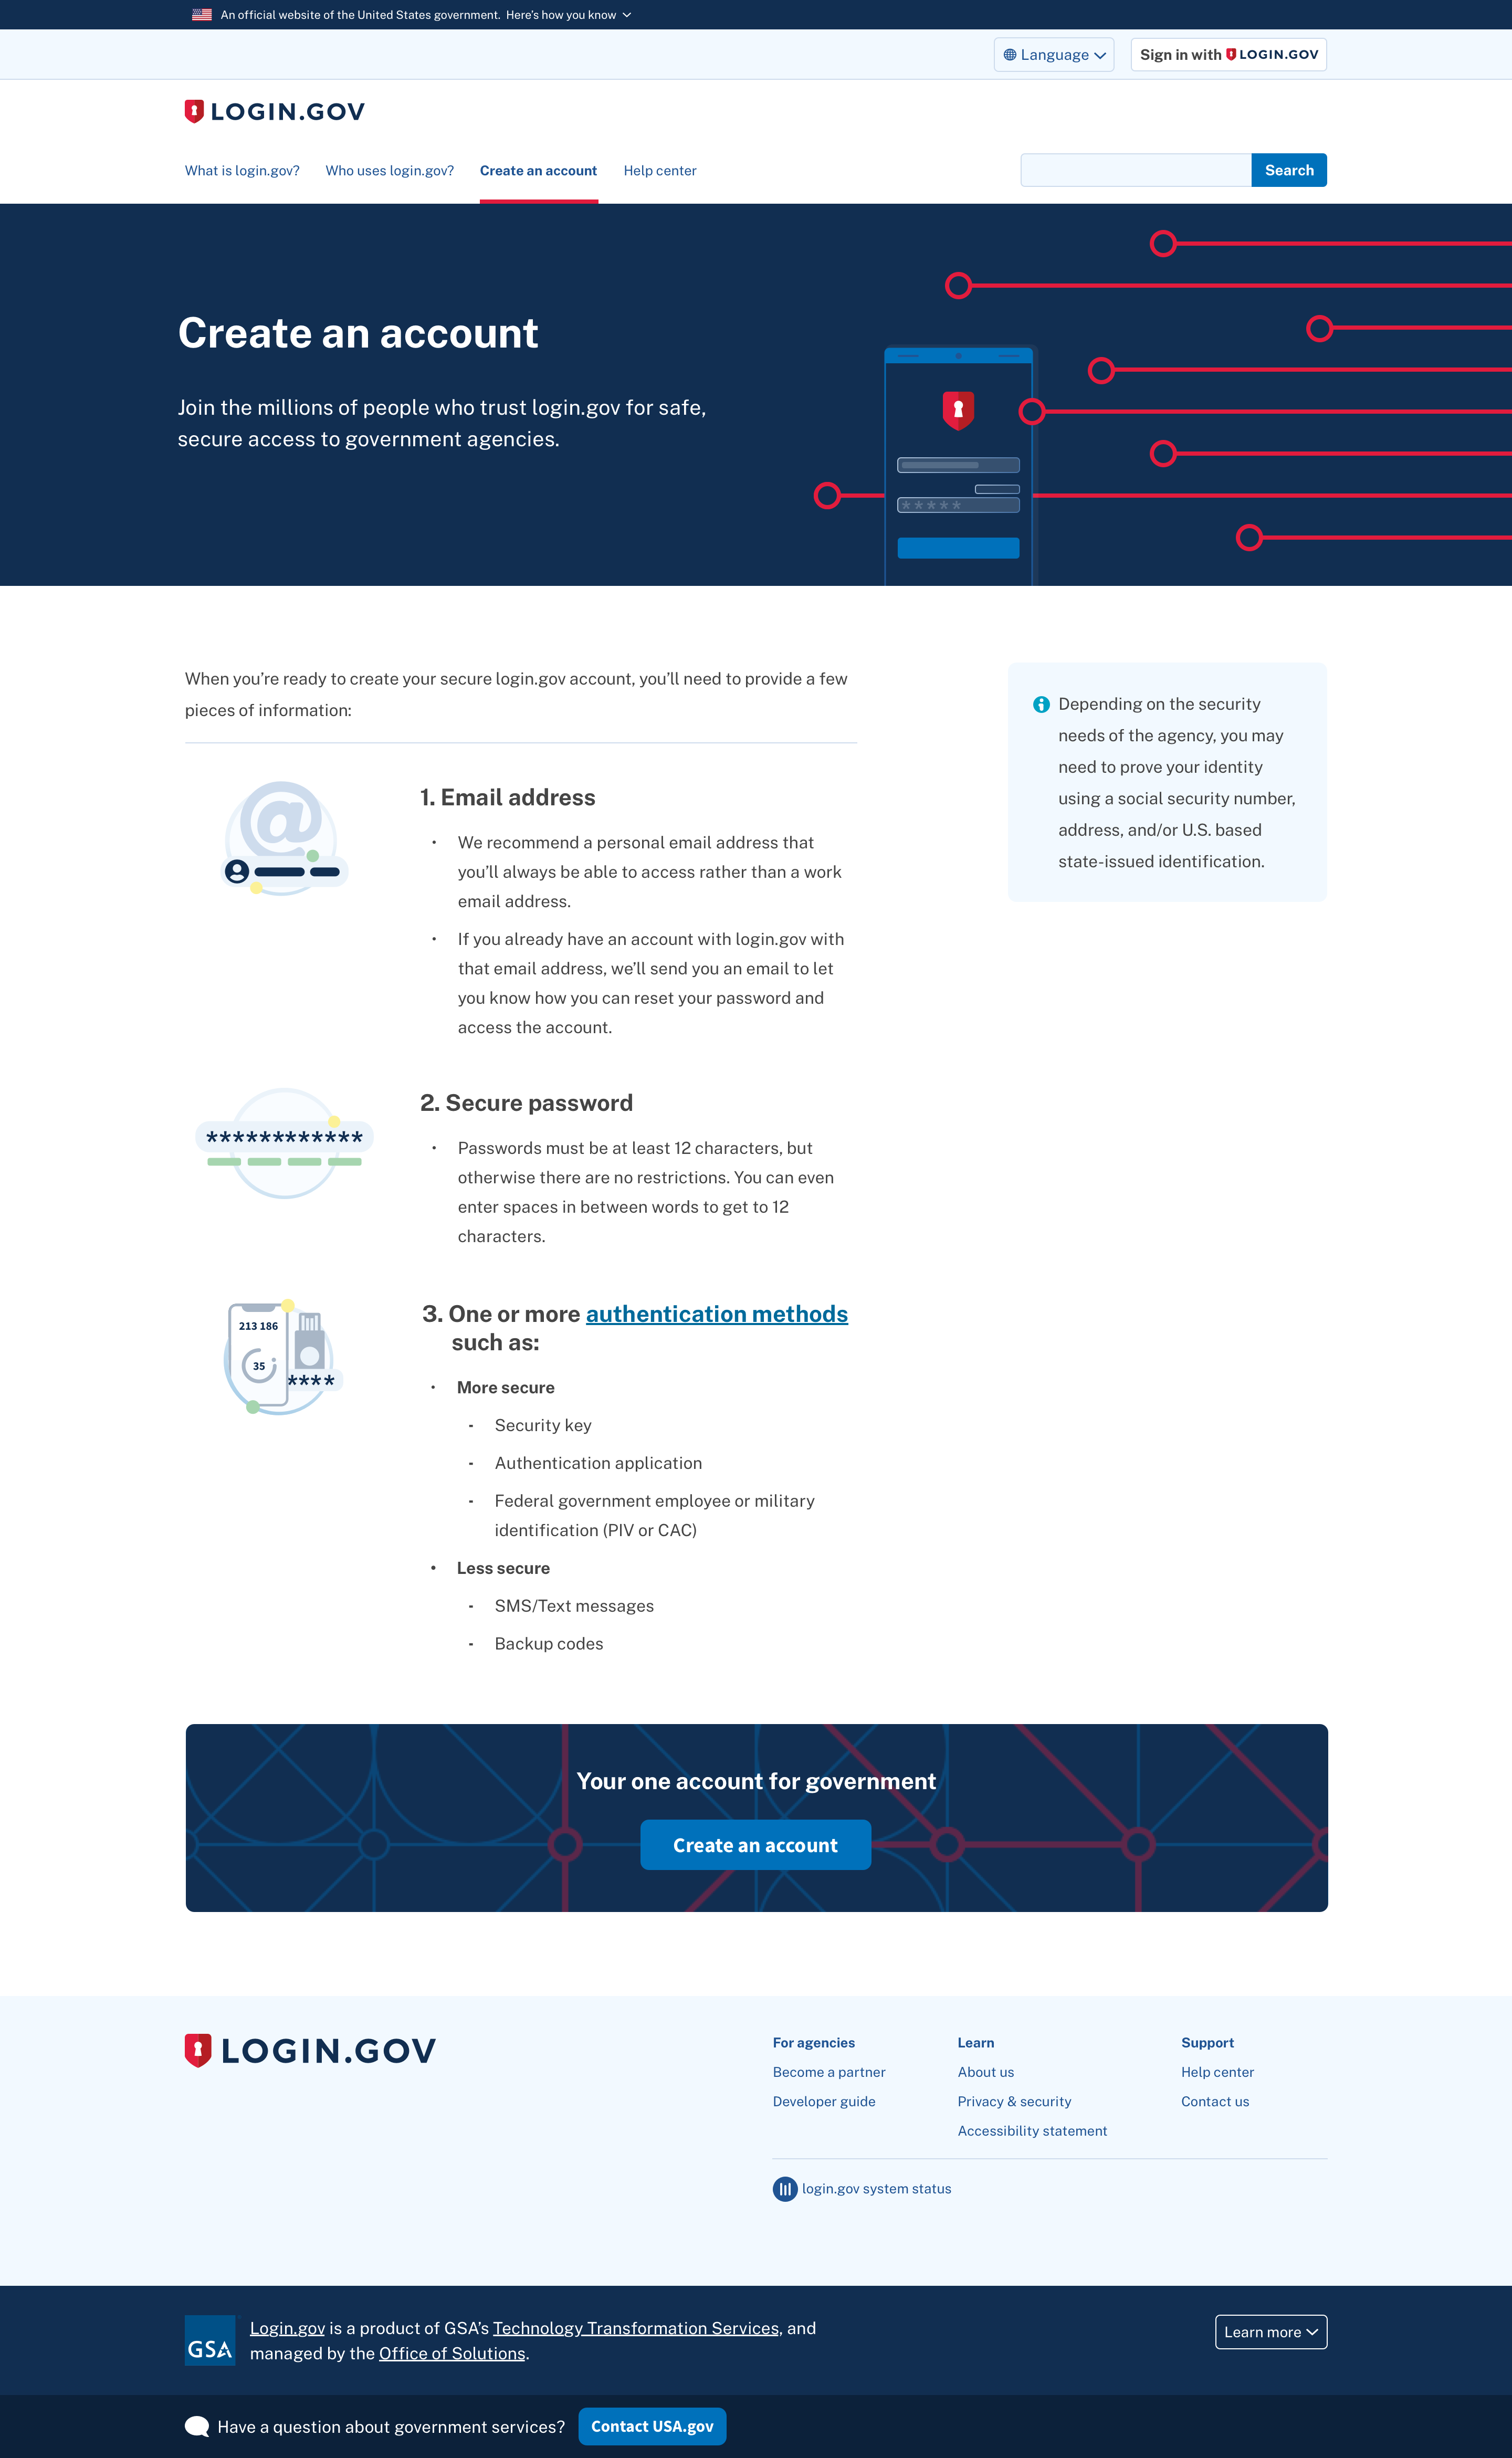 An official website of the United States government. Here’s how you know
Language
Sign in with LOGIN.GOV
LOGIN.GOV
What is login.gov?
Who uses login.gov?
Create an account
Help center
Search
Create an account
Join the millions of people who trust login.gov for safe,
secure access to government agencies.
*****
When you’re ready to create your secure login.gov account, you’ll need to provide a few
pieces of information:
Depending on the security
needs of the agency, you may
need to prove your identity
using a social security number,
address, and/or U.S. based
state-issued identification.
@
1. Email address
• We recommend a personal email address that
you’ll always be able to access rather than a work
email address.
• If you already have an account with login.gov with
that email address, we’ll send you an email to let
you know how you can reset your password and
access the account.
************
2. Secure password
• Passwords must be at least 12 characters, but
otherwise there are no restrictions. You can even
enter spaces in between words to get to 12
characters.
213 186
35
****
3. One or more authentication methods
such as:
• More secure
- Security key
- Authentication application
- Federal government employee or military
identification (PIV or CAC)
• Less secure
- SMS/Text messages
- Backup codes
Your one account for government
Create an account
LOGIN.GOV
For agencies
Become a partner
Developer guide
Learn
About us
Privacy & security
Accessibility statement
Support
Help center
Contact us
login.gov system status
GSA
Login.gov is a product of GSA’s Technology Transformation Services, and
managed by the Office of Solutions.
Learn more
Have a question about government services?
Contact USA.gov